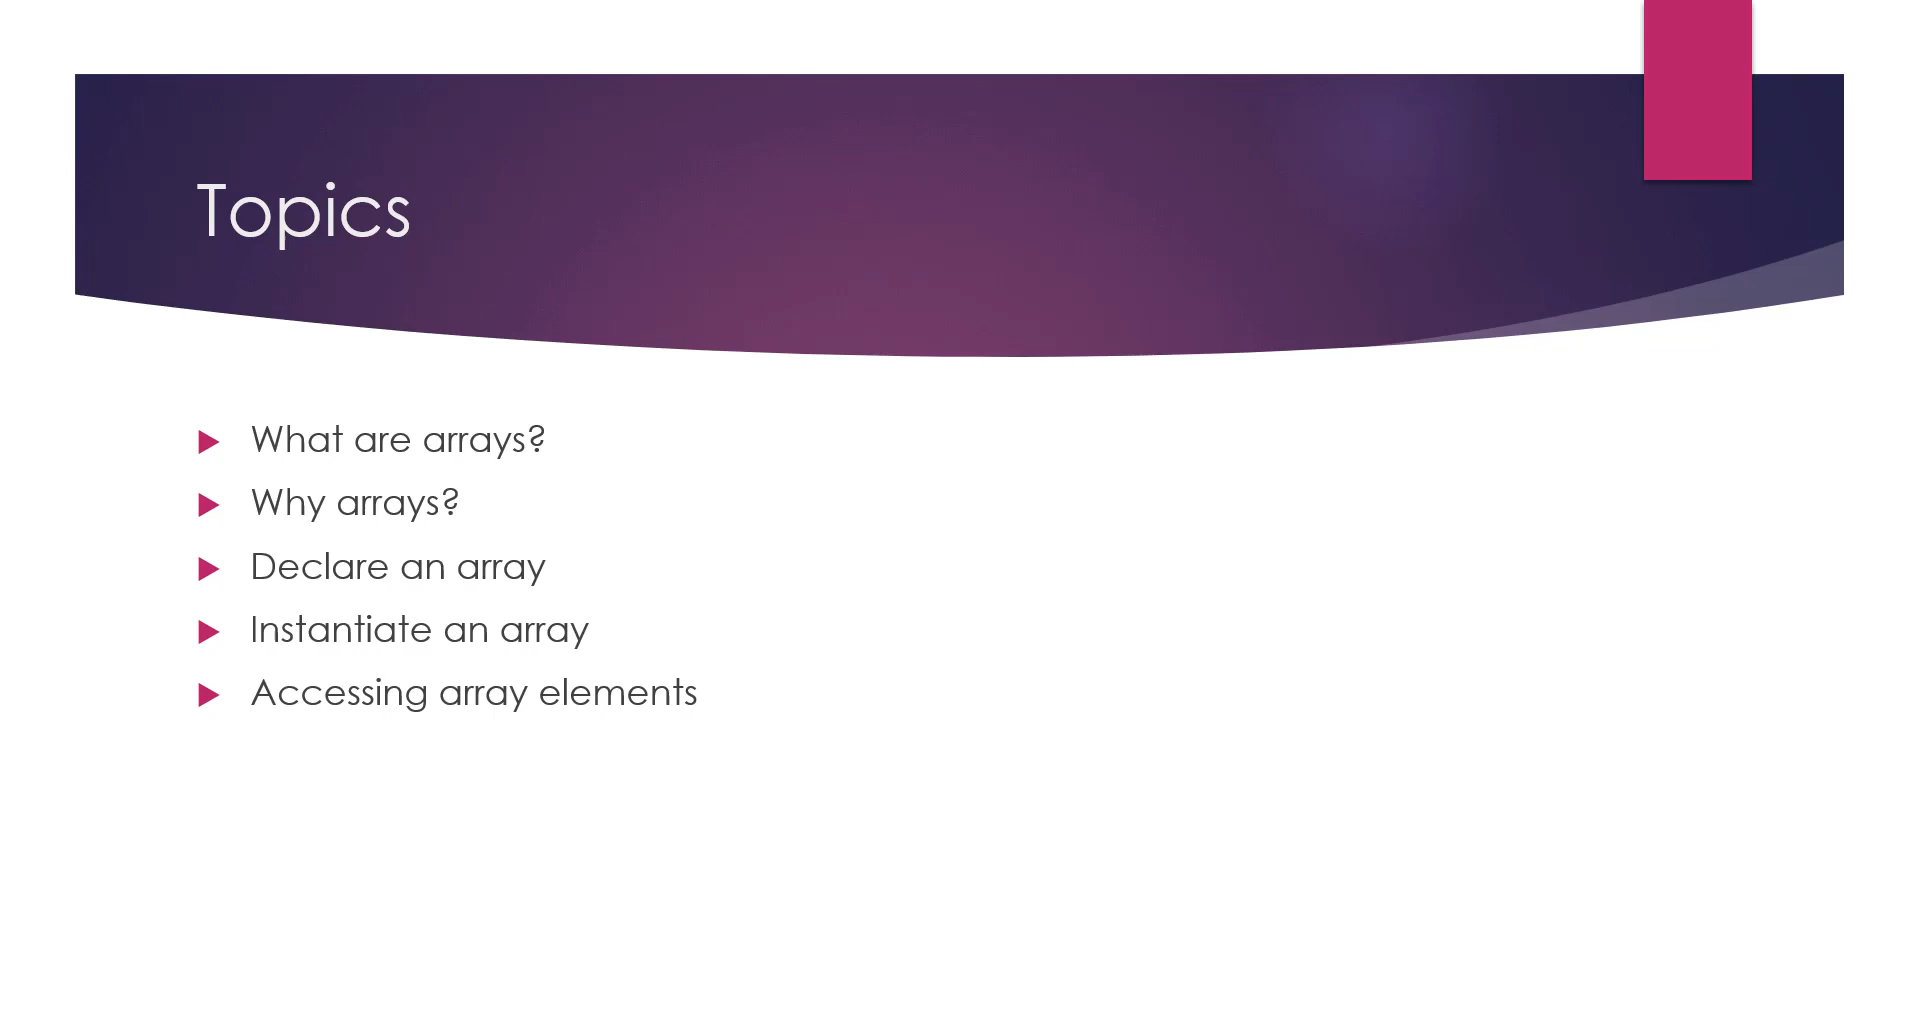 Topics
What are arrays?
Why arrays?
Declare an array
Instantiate an array
Accessing array elements